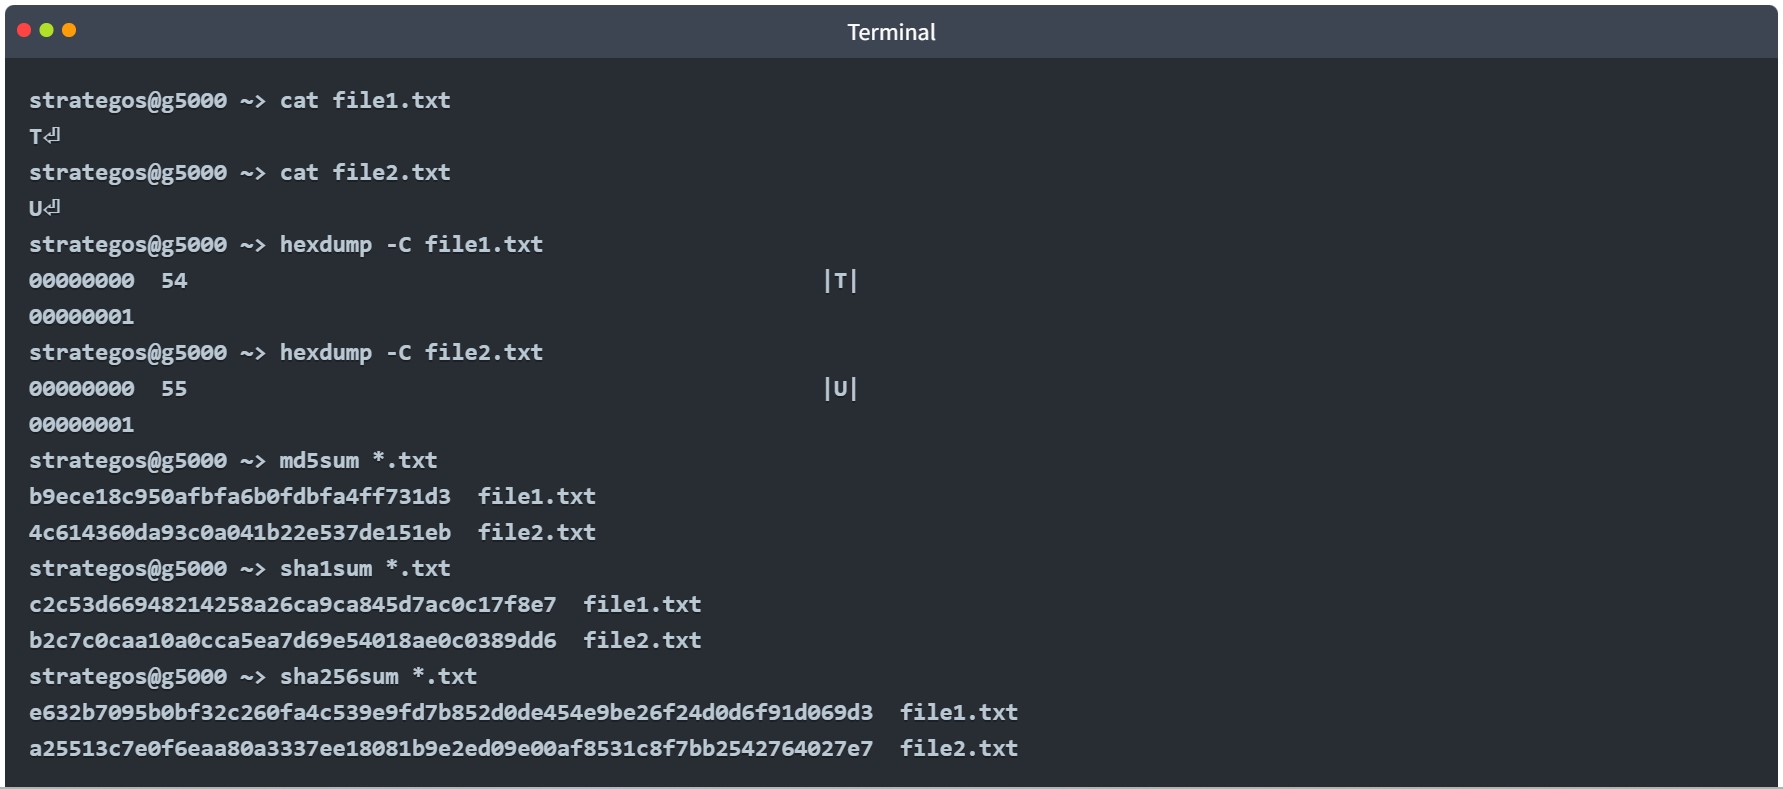 Terminal
strategos@g5000 ~> cat file1.txt
T⏎
strategos@g5000 ~> cat file2.txt
U⏎
strategos@g5000 ~> hexdump -C file1.txt
00000000  54                                                |T|
00000001
strategos@g5000 ~> hexdump -C file2.txt
00000000  55                                                |U|
00000001
strategos@g5000 ~> md5sum *.txt
b9ece18c950afbfa6b0fdbfa4ff731d3  file1.txt
4c614360da93c0a041b22e537de151eb  file2.txt
strategos@g5000 ~> sha1sum *.txt
c2c53d66948214258a26ca9ca845d7ac0c17f8e7  file1.txt
b2c7c0caa10a0cca5ea7d69e54018ae0c0389dd6  file2.txt
strategos@g5000 ~> sha256sum *.txt
e632b7095b0bf32c260fa4c539e9fd7b852d0de454e9be26f24d0d6f91d069d3  file1.txt
a25513c7e0f6eaa80a3337ee18081b9e2ed09e00af8531c8f7bb2542764027e7  file2.txt